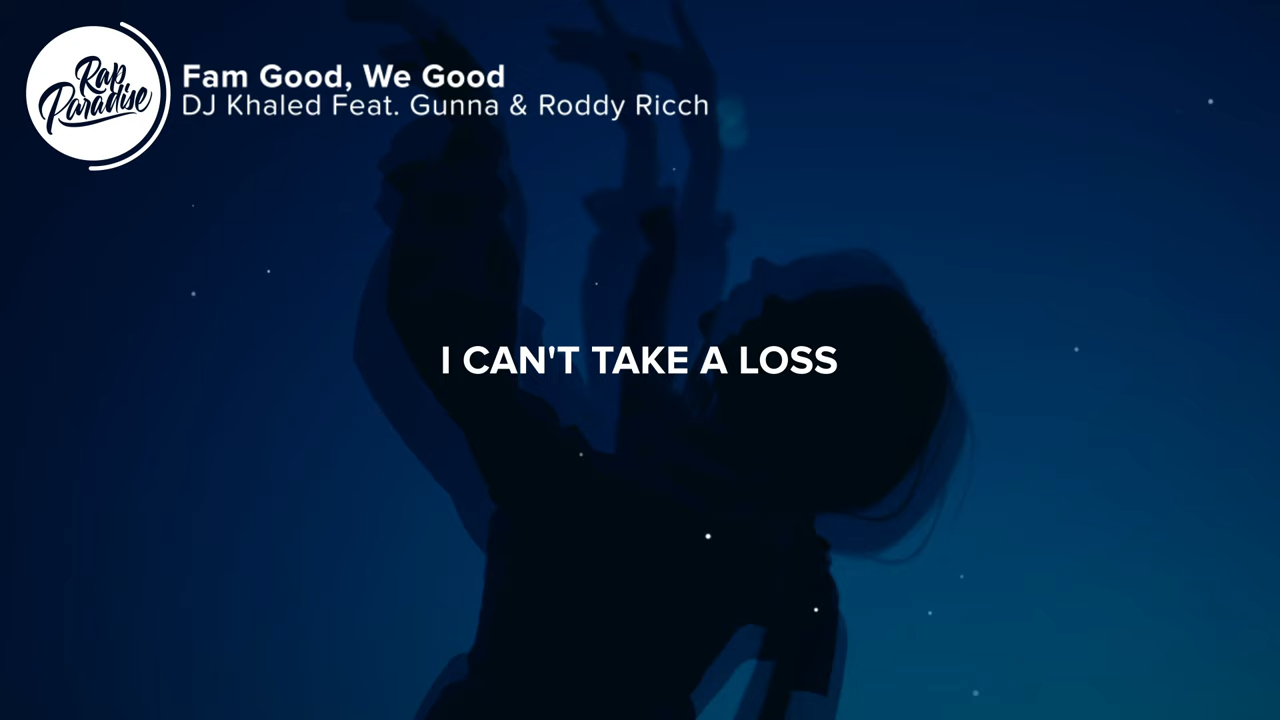 Rap
Paradise
Fam Good, We Good
DJ Khaled Feat. Gunna & Roddy Ricch
I CAN'T TAKE A LOSS